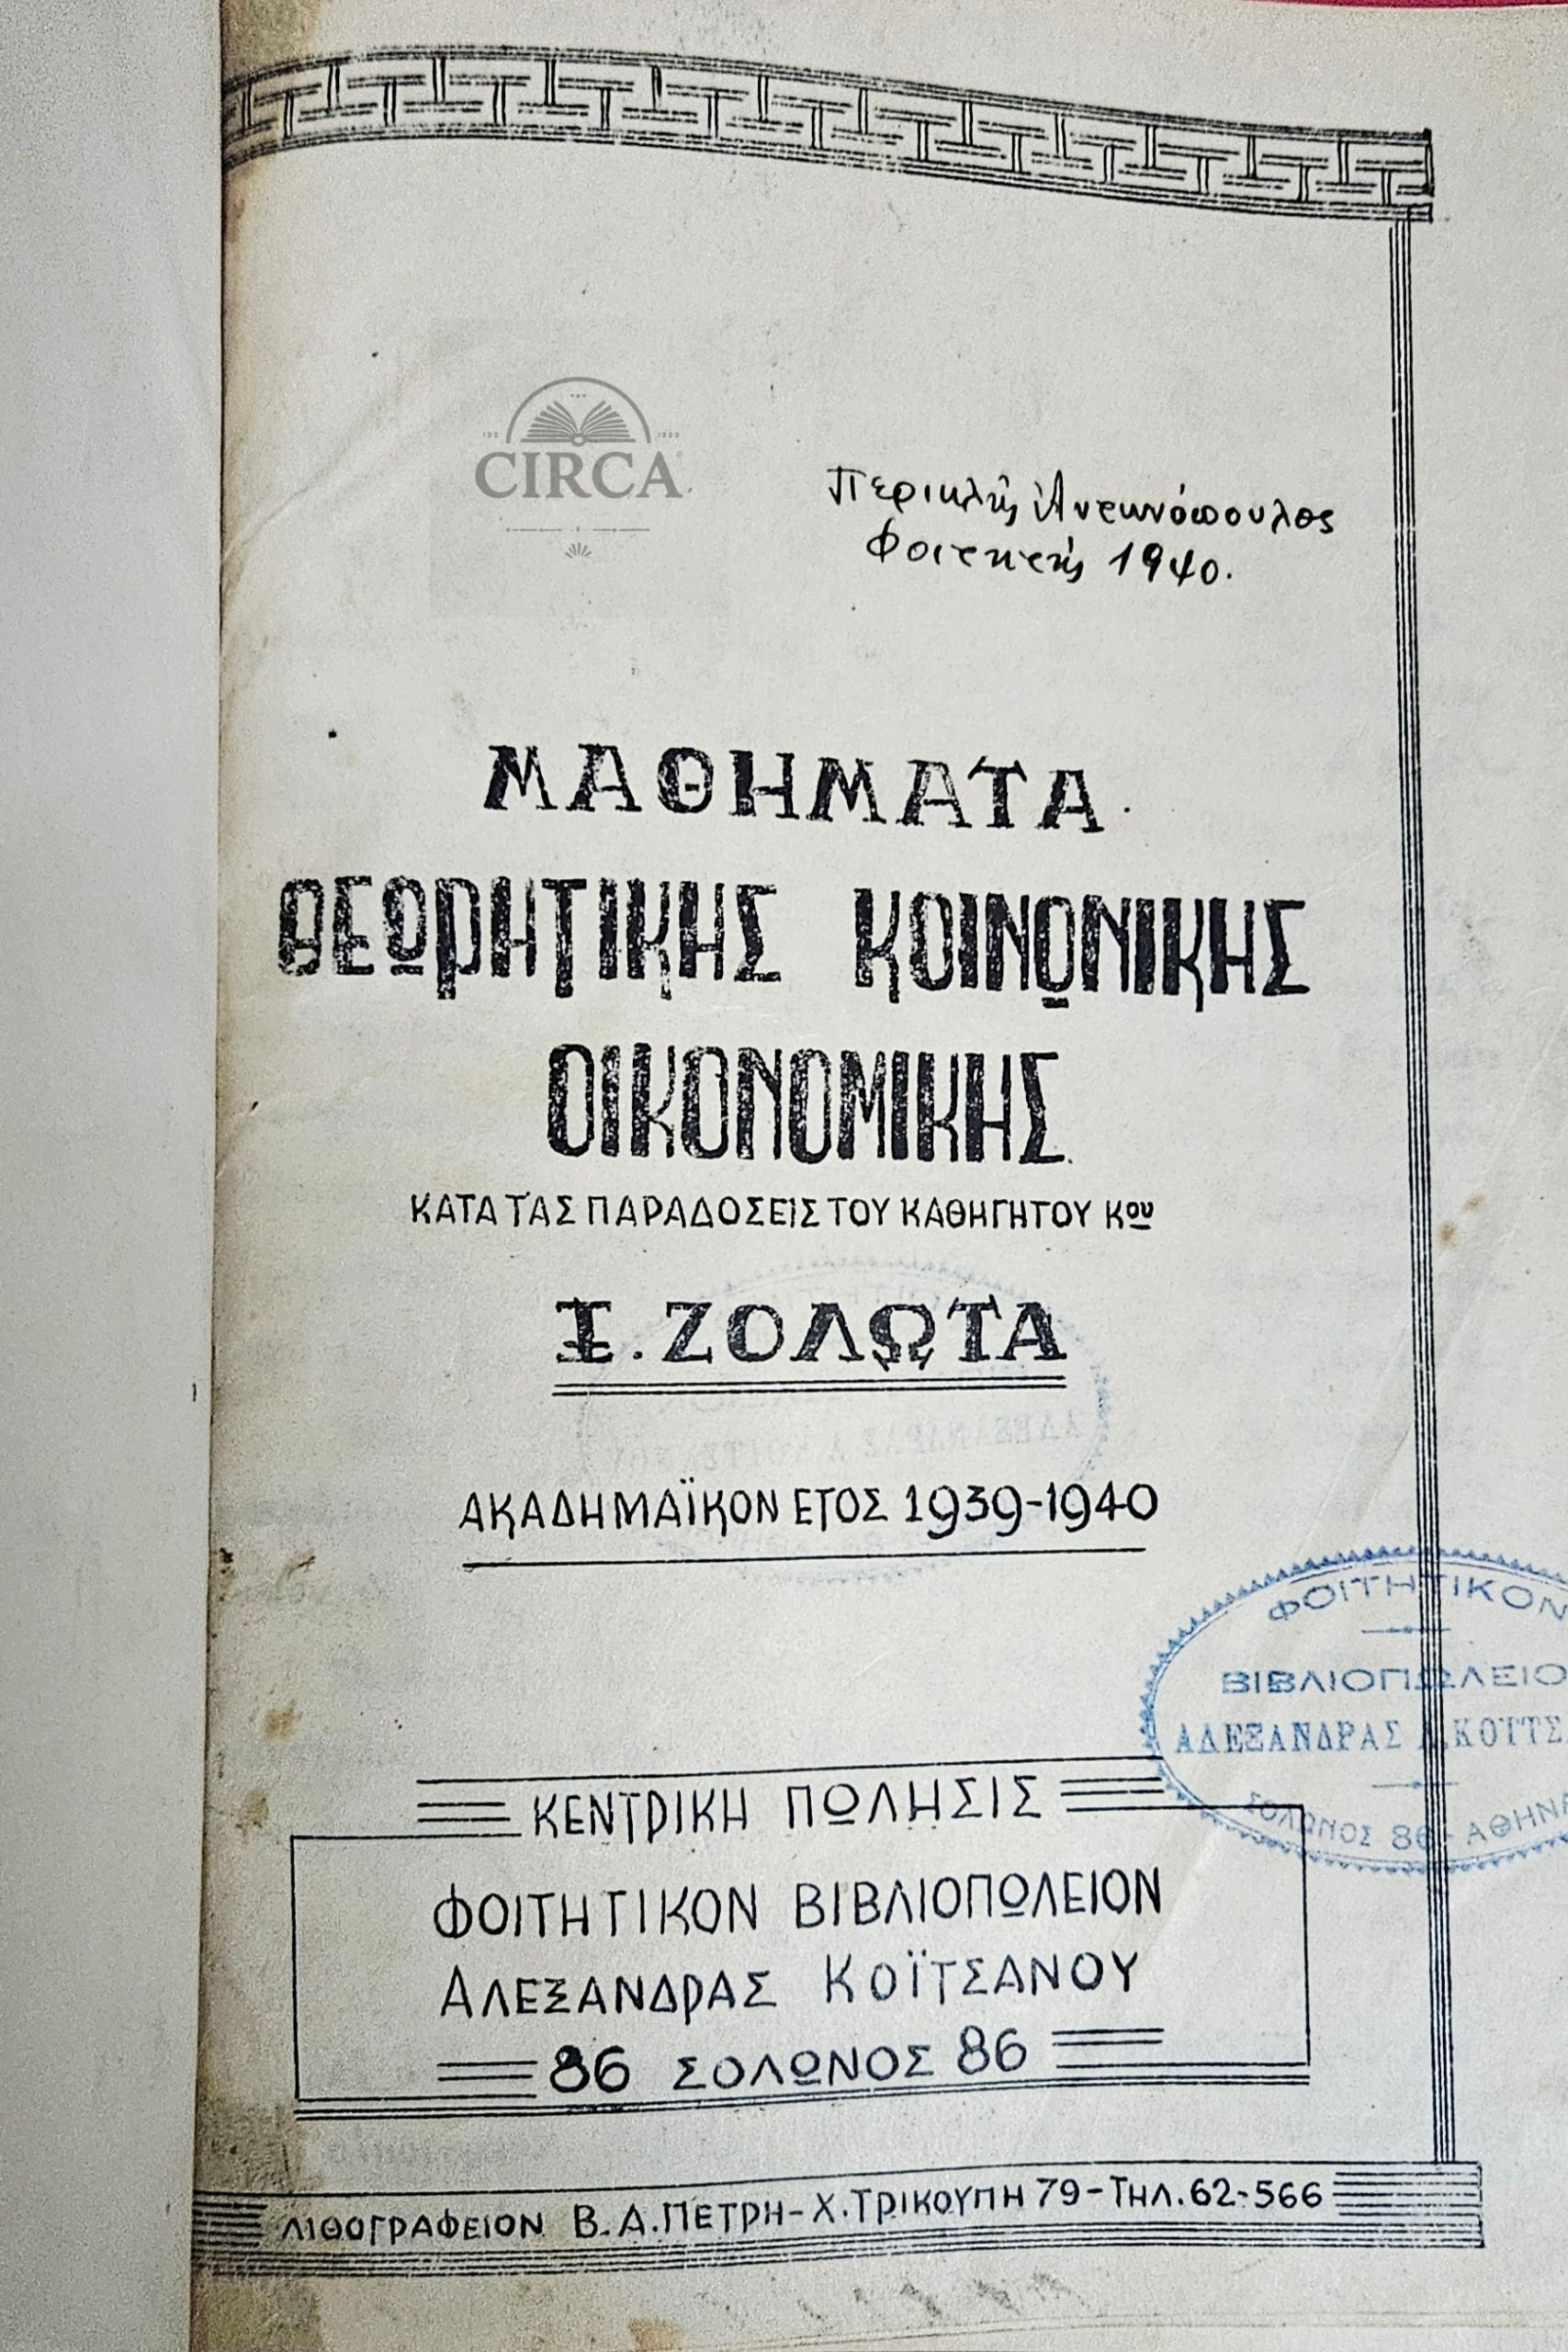 CIRCA
Περικλῆς
Φοιτητής 1940.
ΜΑΘΗΜΑΤΑ
ΘΕΩΡΗΤΙΚΗΣ ΚΟΙΝΩΝΙΚΗΣ
ΟΙΚΟΝΟΜΙΚΗΣ
ΚΑΤΑ ΤΑΣ ΠΑΡΑΔΟΣΕΙΣ ΤΟΥ ΚΑΘΗΓΗΤΟΥ Κου
Ξ. ΖΟΛΩΤΑ
ΑΚΑΔΗΜΑΪΚΟΝ ΕΤΟΣ 1939-1940
ΦΟΙΤΗΤΙΚΟΝ
ΒΙΒΛΙΟΠΩΛΕΙΟ
ΑΛΕΞΑΝΔΡΑΣ
ΣΟΛΩΝΟΣ 86 - ΑΘΗΝΑ
ΚΕΝΤΡΙΚΗ ΠΩΛΗΣΙΣ
ΦΟΙΤΗΤΙΚΟΝ ΒΙΒΛΙΟΠΩΛΕΙΟΝ
ΑΛΕΞΑΝΔΡΑΣ ΚΟΪΤΣΑΝΟΥ
86 ΣΟΛΩΝΟΣ 86
ΛΙΘΟΓΡΑΦΕΙΟΝ Β.Α.ΠΕΤΡΗ-Χ.ΤΡΙΚΟΥΠΗ 79-ΤΗΛ.62-566